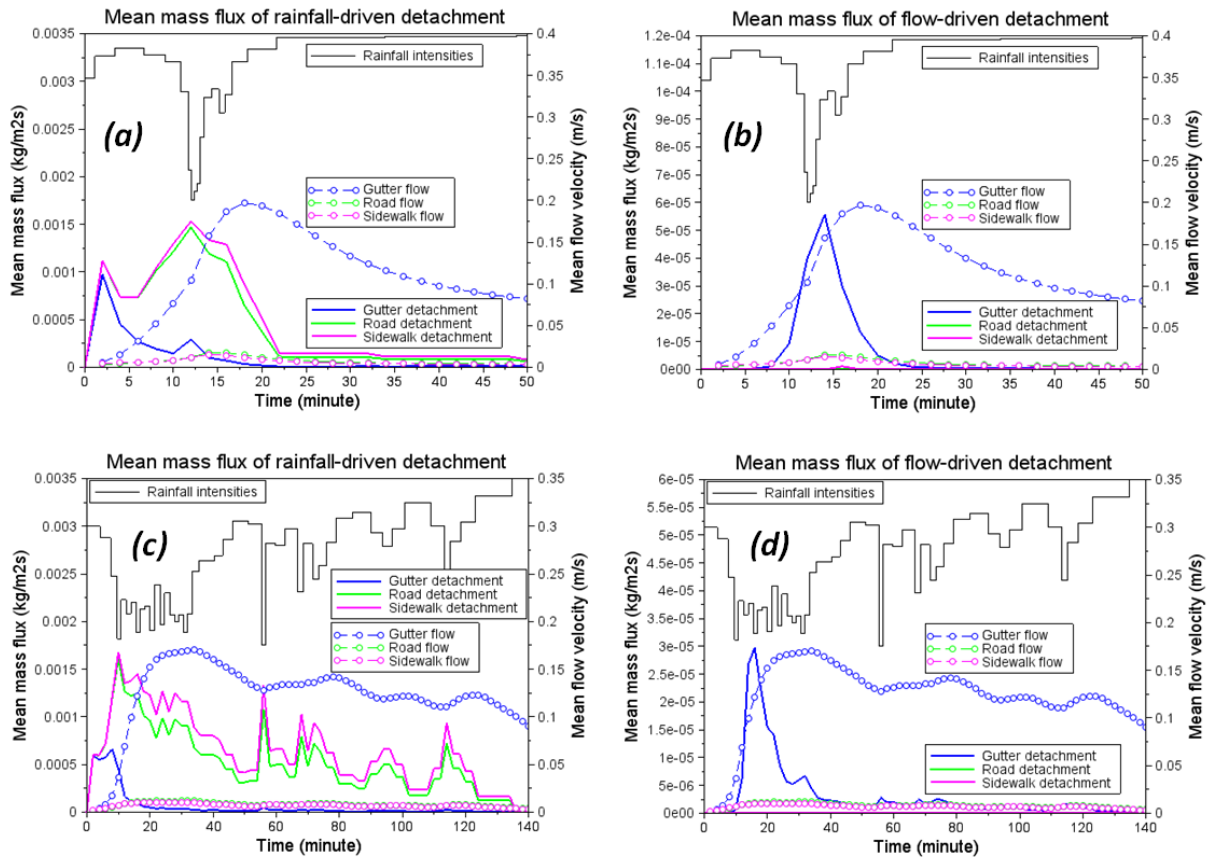 Mean mass flux of rainfall-driven detachment
0.0035
0.003
0.0025
0.002
0.0015
0.001
0.0005
0
Mean mass flux (kg/m2s)
0.4
0.35
0.3
0.25
0.2
0.15
0.1
0.05
0
Mean flow velocity (m/s)
Rainfall intensities
(a)
Gutter flow
Road flow
Sidewalk flow
Gutter detachment
Road detachment
Sidewalk detachment
0 5 10 15 20 25 30 35 40 45 50
Time (minute)
Mean mass flux of flow-driven detachment
1.2e-04
1.1e-04
1e-04
9e-05
8e-05
7e-05
6e-05
5e-05
4e-05
3e-05
2e-05
1e-05
0e00
Mean mass flux (kg/m2s)
0.4
0.35
0.3
0.25
0.2
0.15
0.1
0.05
0
Mean flow velocity (m/s)
Rainfall intensities
(b)
Gutter flow
Road flow
Sidewalk flow
Gutter detachment
Road detachment
Sidewalk detachment
0 5 10 15 20 25 30 35 40 45 50
Time (minute)
Mean mass flux of rainfall-driven detachment
0.0035
0.003
0.0025
0.002
0.0015
0.001
0.0005
0
Mean mass flux (kg/m2s)
0.35
0.3
0.25
0.2
0.15
0.1
0.05
0
Mean flow velocity (m/s)
Rainfall intensities
(c)
Gutter detachment
Road detachment
Sidewalk detachment
Gutter flow
Road flow
Sidewalk flow
0 20 40 60 80 100 120 140
Time (minute)
Mean mass flux of flow-driven detachment
6e-05
5e-05
5e-05
4e-05
4e-05
3e-05
3e-05
2e-05
2e-05
1e-05
1e-05
5e-06
0e00
Mean mass flux (kg/m2s)
0.35
0.3
0.25
0.2
0.15
0.1
0.05
0
Mean flow velocity (m/s)
Rainfall intensities
(d)
Gutter flow
Road flow
Sidewalk flow
Gutter detachment
Road detachment
Sidewalk detachment
0 20 40 60 80 100 120 140
Time (minute)